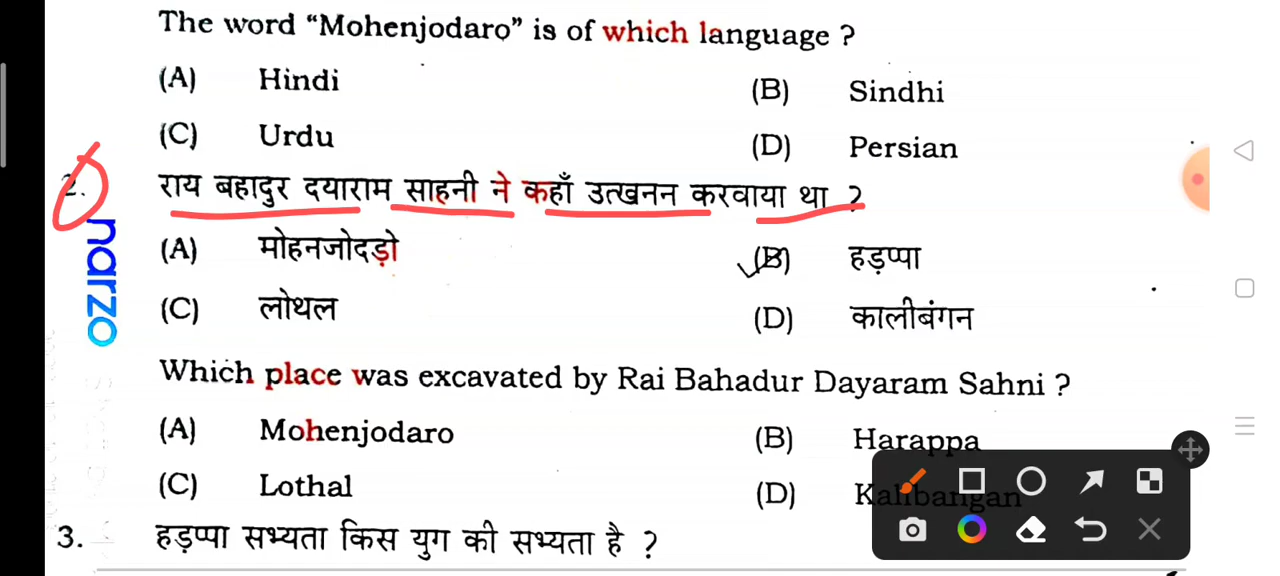 The word “Mohenjodaro” is of which language ?
(A) Hindi
(B) Sindhi
(C) Urdu
(D) Persian
2. राय बहादुर दयाराम साहनी ने कहाँ उत्खनन करवाया था ?
(A) मोहनजोदड़ो
(B) हड़प्पा
(C) लोथल
(D) कालीबंगन
Which place was excavated by Rai Bahadur Dayaram Sahni ?
(A) Mohenjodaro
(B) Harappa
(C) Lothal
(D) Kalibangan
3. हड़प्पा सभ्यता किस युग की सभ्यता है ?
narzo